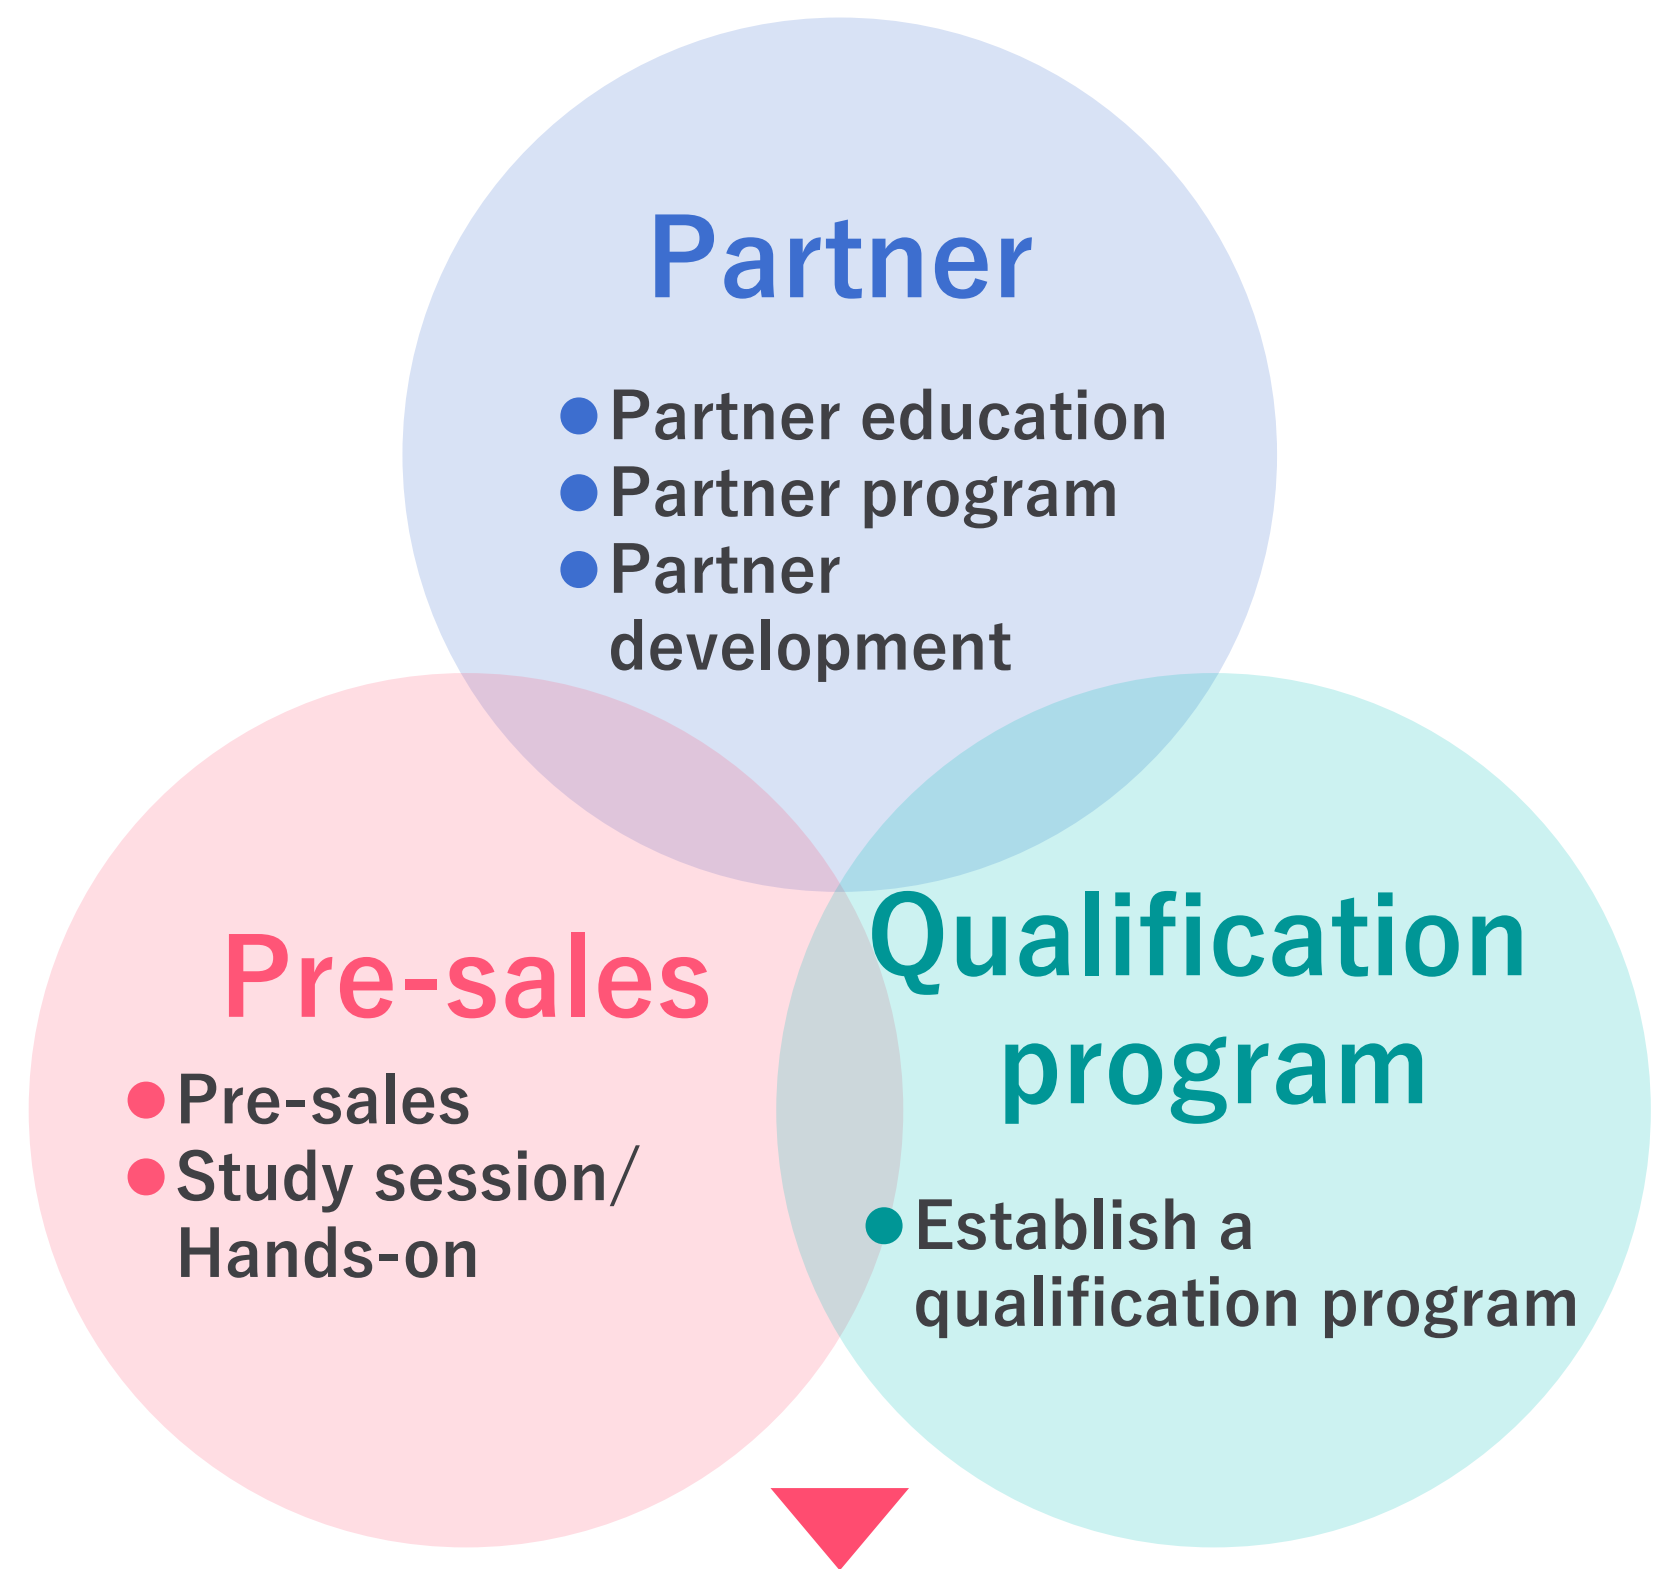 Partner
Partner education
Partner program
Partner
development
Pre-sales
Pre-sales
Study session/
Hands-on
Qualification
program
Establish a
qualification program